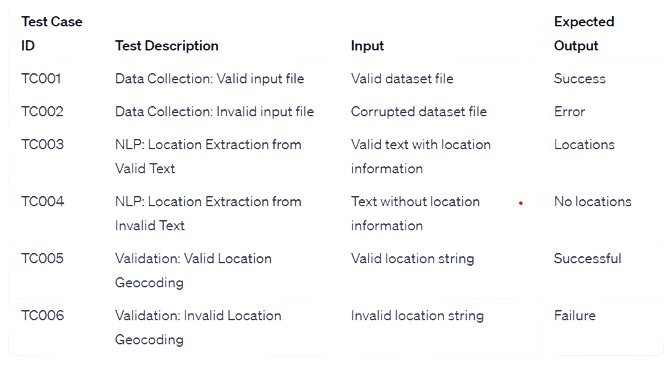 Test Case Expected
ID Test Description Input Output
TC001 Data Collection: Valid input file Valid dataset file Success
TC002 Data Collection: Invalid input file Corrupted dataset file Error
TC003 NLP: Location Extraction from Valid text with location Locations
Valid Text information
TC004 NLP: Location Extraction from Text without location No locations
Invalid Text information
TC005 Validation: Valid Location Valid location string Successful
Geocoding
TC006 Validation: Invalid Location Invalid location string Failure
Geocoding